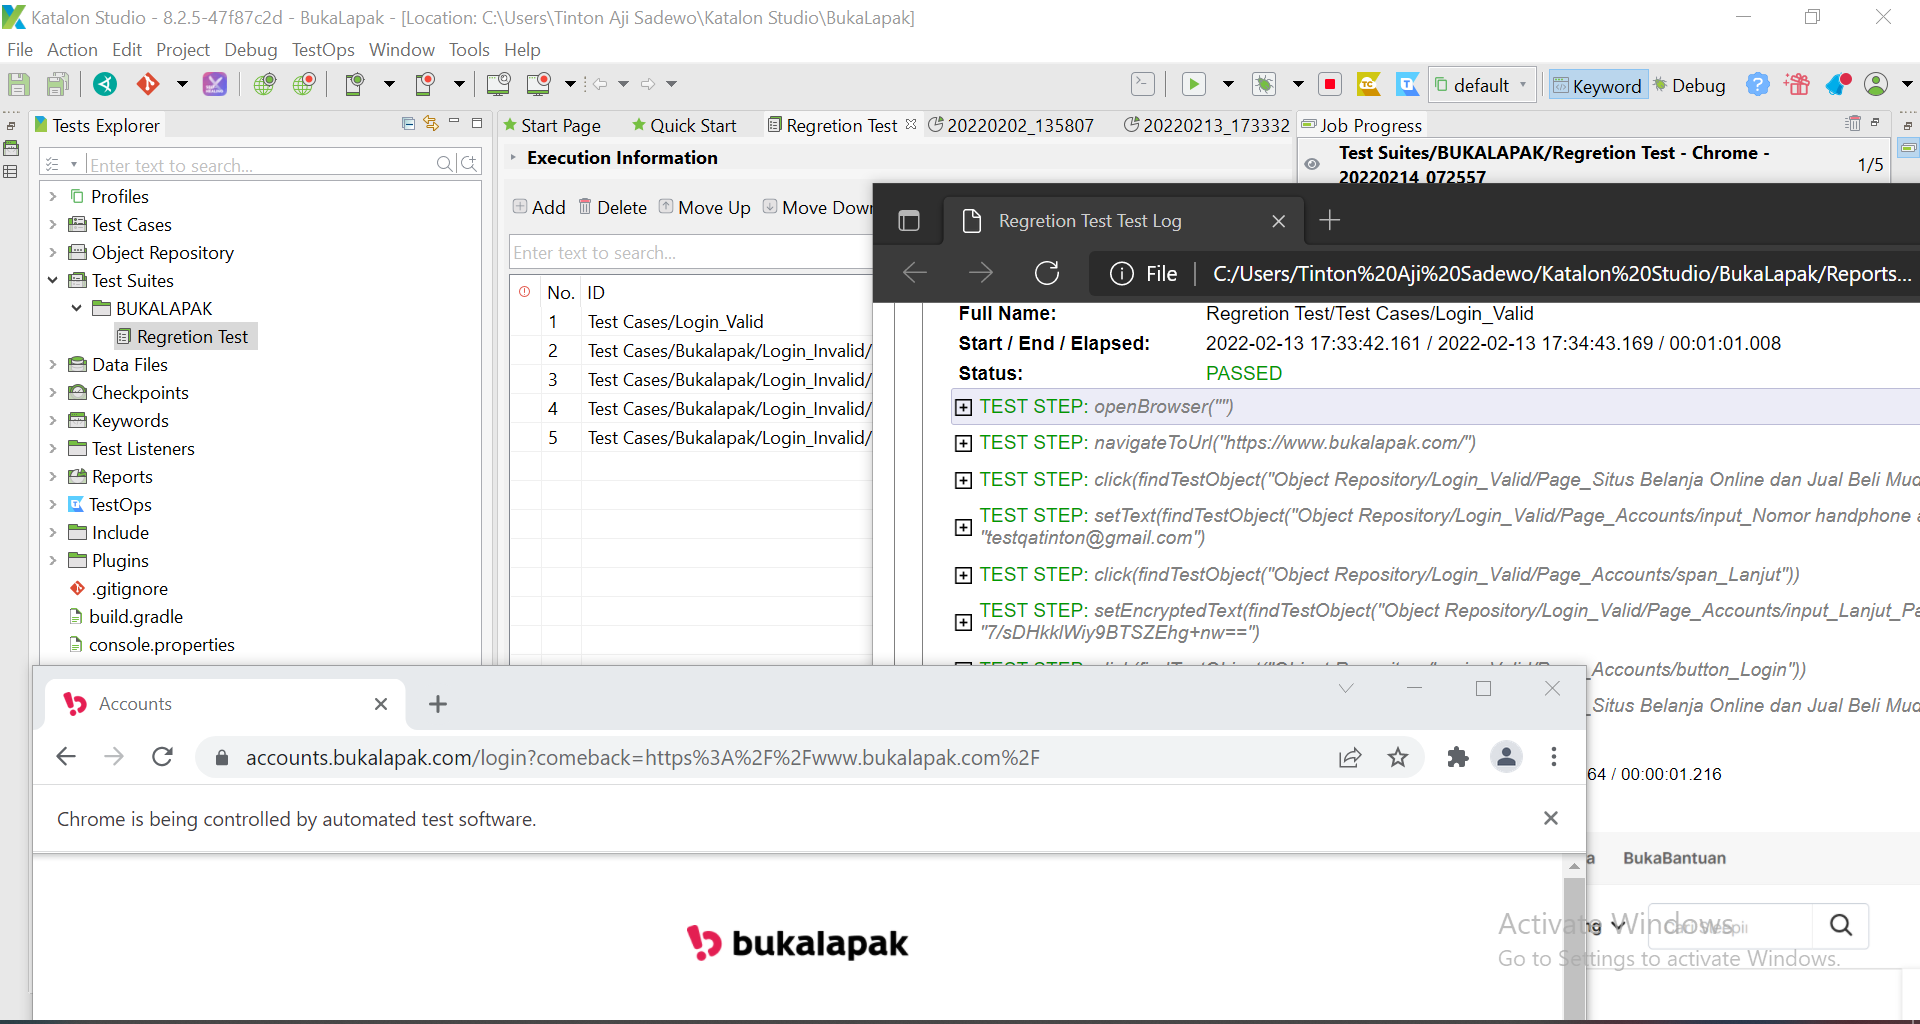 Katalon Studio - 8.2.5-47f87c2d - BukaLapak - [Location: C:\Users\Tinton Aji Sadewo\Katalon Studio\BukaLapak]
File Action Edit Project Debug TestOps Window Tools Help
default Keyword Debug
Tests Explorer
Start Page Quick Start Regretion Test 20220202_135807 20220213_173332 Job Progress
Enter text to search...
Execution Information
Test Suites/BUKALAPAK/Regretion Test - Chrome -
20220214_072557
1/5
Profiles
Test Cases
Object Repository
Test Suites
BUKALAPAK
Regretion Test
Data Files
Checkpoints
Keywords
Test Listeners
Reports
TestOps
Include
Plugins
.gitignore
build.gradle
console.properties
Add Delete Move Up Move Down
Enter text to search...
No. ID
1 Test Cases/Login_Valid
2 Test Cases/Bukalapak/Login_Invalid/
3 Test Cases/Bukalapak/Login_Invalid/
4 Test Cases/Bukalapak/Login_Invalid/
5 Test Cases/Bukalapak/Login_Invalid/
Regretion Test Test Log
File C:/Users/Tinton%20Aji%20Sadewo/Katalon%20Studio/BukaLapak/Reports...
Full Name: Regretion Test/Test Cases/Login_Valid
Start / End / Elapsed: 2022-02-13 17:33:42.161 / 2022-02-13 17:34:43.169 / 00:01:01.008
Status: PASSED
TEST STEP: openBrowser("")
TEST STEP: navigateToUrl("https://www.bukalapak.com/")
TEST STEP: click(findTestObject("Object Repository/Login_Valid/Page_Situs Belanja Online dan Jual Beli Mud
TEST STEP: setText(findTestObject("Object Repository/Login_Valid/Page_Accounts/input_Nomor handphone a
"testqatinton@gmail.com")
TEST STEP: click(findTestObject("Object Repository/Login_Valid/Page_Accounts/span_Lanjut"))
TEST STEP: setEncryptedText(findTestObject("Object Repository/Login_Valid/Page_Accounts/input_Lanjut_Pa
"7/sDHkklWiy9BTSZEhg+nw==")
_Accounts/button_Login"))
_Situs Belanja Online dan Jual Beli Mud
64 / 00:00:01.216
Accounts
accounts.bukalapak.com/login?comeback=https%3A%2F%2Fwww.bukalapak.com%2F
Chrome is being controlled by automated test software.
bukalapak
a BukaBantuan
ng
Activate Windows
Go to Settings to activate Windows.